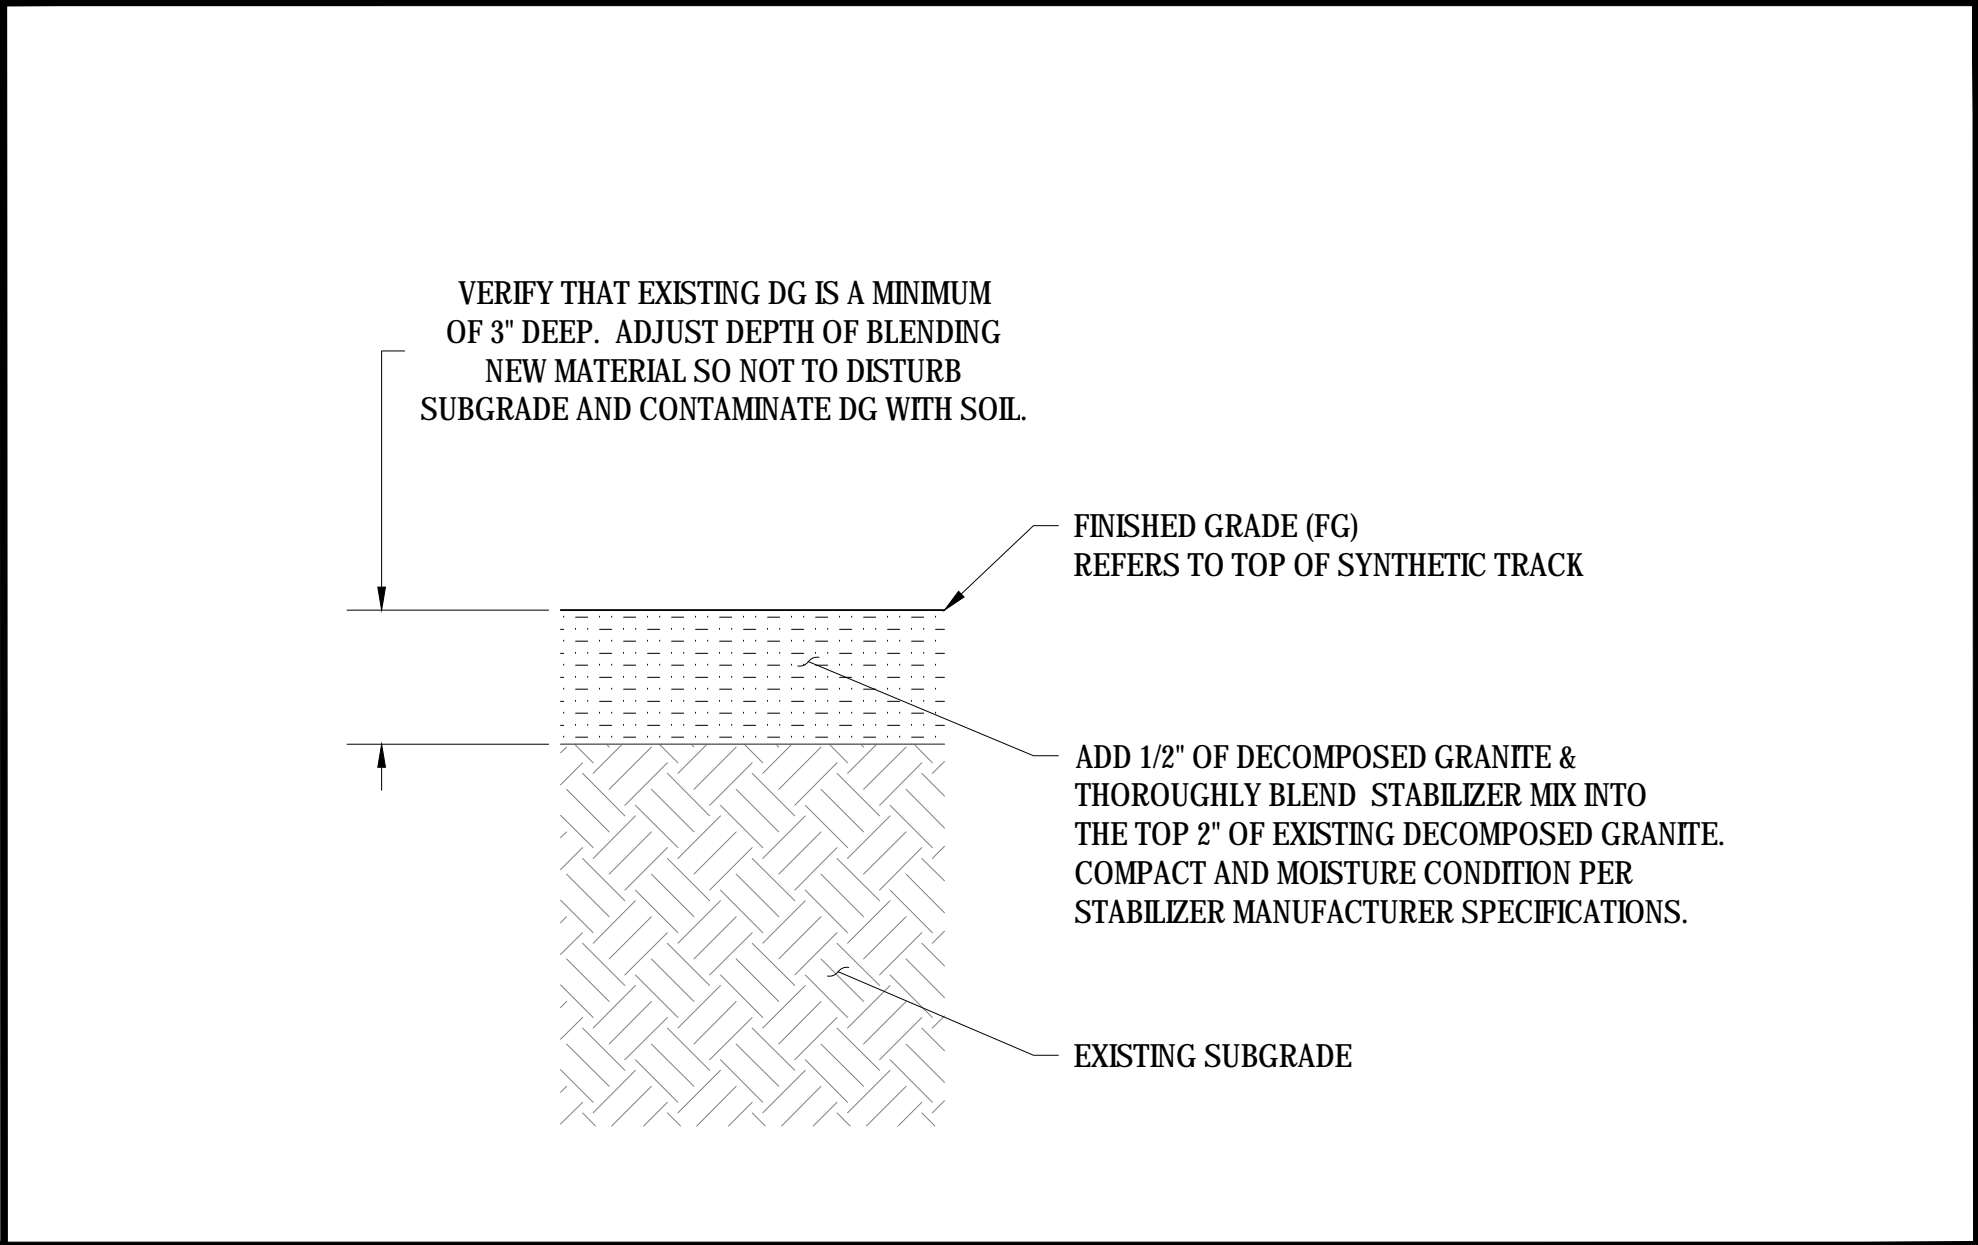 VERIFY THAT EXISTING DG IS A MINIMUM
OF 3" DEEP.  ADJUST DEPTH OF BLENDING
NEW MATERIAL SO NOT TO DISTURB
SUBGRADE AND CONTAMINATE DG WITH SOIL.
FINISHED GRADE (FG)
REFERS TO TOP OF SYNTHETIC TRACK
ADD 1/2" OF DECOMPOSED GRANITE &
THOROUGHLY BLEND  STABILIZER MIX INTO
THE TOP 2" OF EXISTING DECOMPOSED GRANITE.
COMPACT AND MOISTURE CONDITION PER
STABILIZER MANUFACTURER SPECIFICATIONS.
EXISTING SUBGRADE